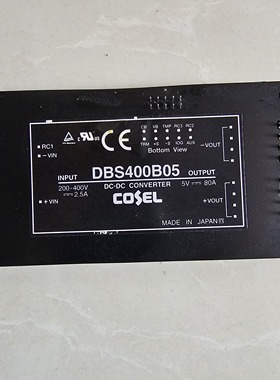 CB VB TMP RC3 RC2
TRM +S -S IOG AUX
Bottom View
RC1
-VIN
-VOUT
DBS400B05
INPUT
DC-DC CONVERTER
OUTPUT
200-400V 2.5A
5V 80A
COSEL
+VIN
+VOUT
MADE IN JAPAN